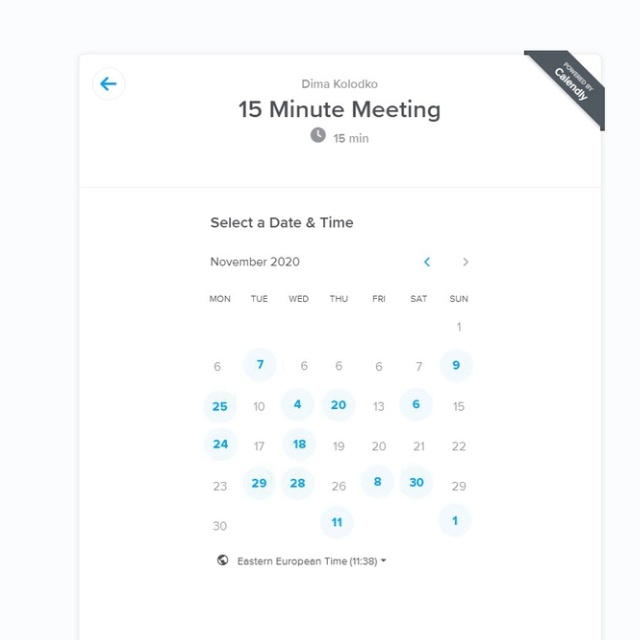 POWERED BY
Calendly
Dima Kolodko
15 Minute Meeting
15 min
Select a Date & Time
November 2020
MON TUE WED THU FRI SAT SUN
1
6 7 6 6 6 7 9
25 10 4 20 13 6 15
24 17 18 19 20 21 22
23 29 28 26 8 30 29
30 11 1
Eastern European Time (11:38)